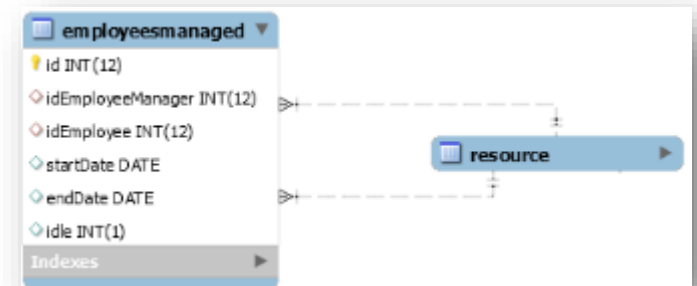 employeesmanaged
id INT(12)
idEmployeeManager INT(12)
idEmployee INT(12)
startDate DATE
endDate DATE
idle INT(1)
Indexes
resource